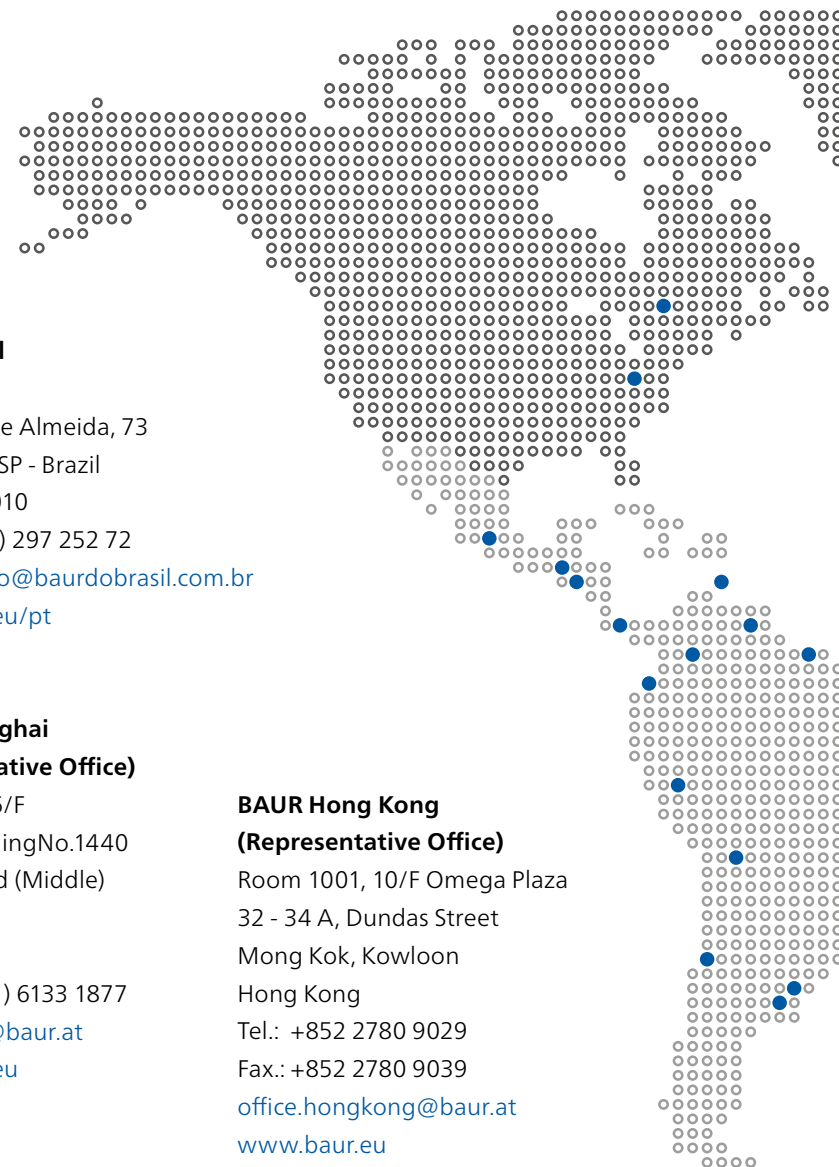 e Almeida, 73
SP - Brazil
) 297 252 72
o@baurdobrasil.com.br
eu/pt
ghai
ative Office)
/F
ingNo.1440
d (Middle)
) 6133 1877
@baur.at
eu
BAUR Hong Kong
(Representative Office)
Room 1001, 10/F Omega Plaza
32 - 34 A, Dundas Street
Mong Kok, Kowloon
Hong Kong
Tel.: +852 2780 9029
Fax.: +852 2780 9039
office.hongkong@baur.at
www.baur.eu